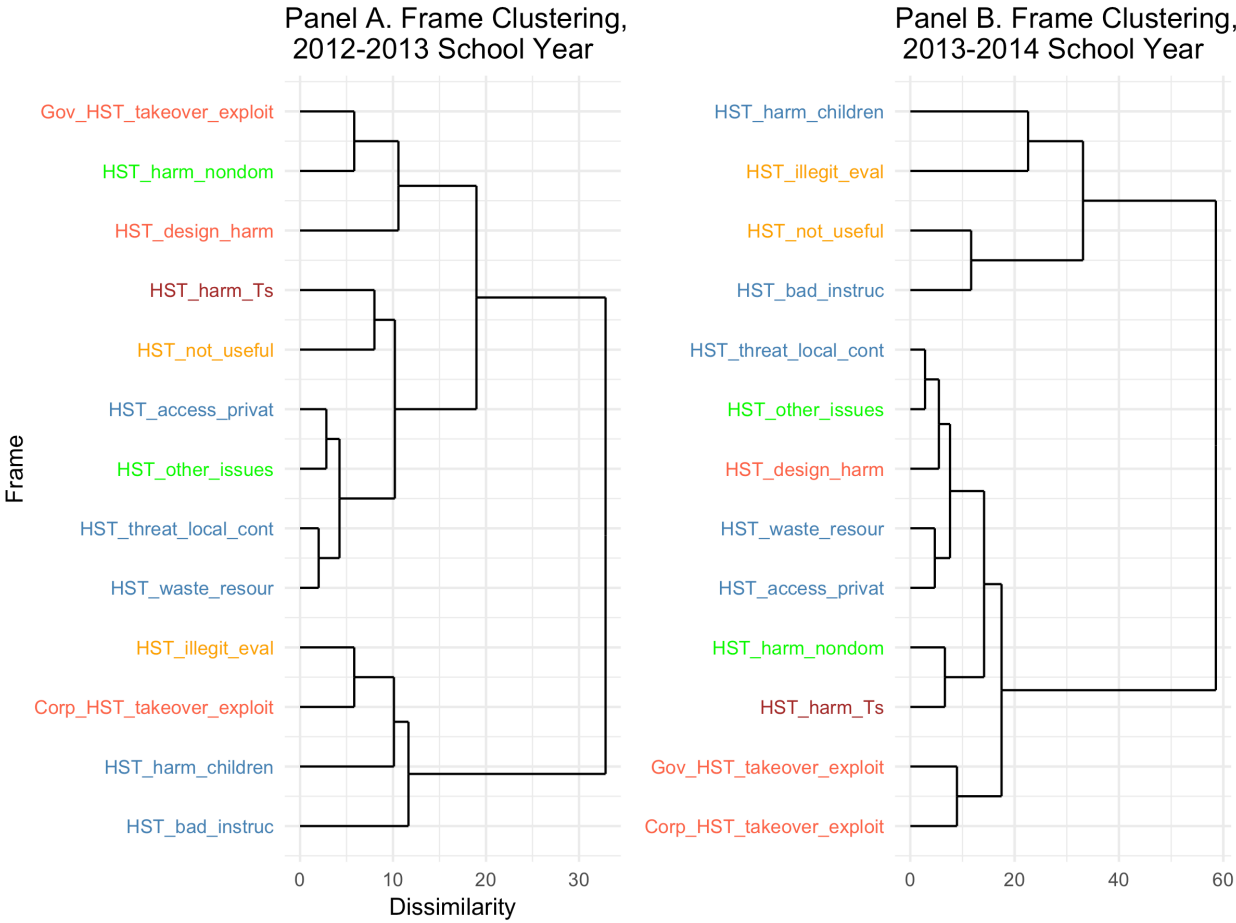 Panel A. Frame Clustering,
2012-2013 School Year
Gov_HST_takeover_exploit
HST_harm_nondom
HST_design_harm
HST_harm_Ts
HST_not_useful
HST_access_privat
HST_other_issues
HST_threat_local_cont
HST_waste_resour
HST_illegit_eval
Corp_HST_takeover_exploit
HST_harm_children
HST_bad_instruc
Frame
0 10 20 30
Dissimilarity
Panel B. Frame Clustering,
2013-2014 School Year
HST_harm_children
HST_illegit_eval
HST_not_useful
HST_bad_instruc
HST_threat_local_cont
HST_other_issues
HST_design_harm
HST_waste_resour
HST_access_privat
HST_harm_nondom
HST_harm_Ts
Gov_HST_takeover_exploit
Corp_HST_takeover_exploit
0 20 40 60